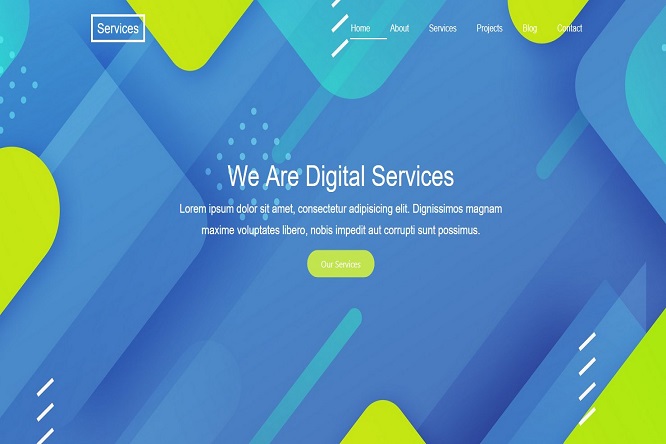 Services
Home About Services Projects Blog Contact
We Are Digital Services
Lorem ipsum dolor sit amet, consectetur adipisicing elit. Dignissimos magnam
maxime voluptates libero, nobis impedit aut corrupti sunt possimus.
Our Services